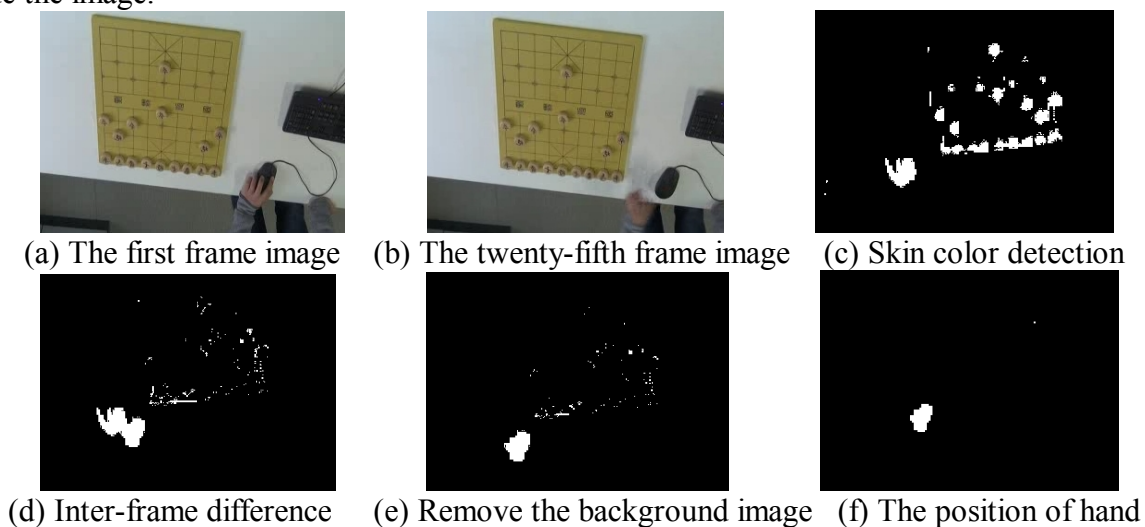 (a) The first frame image (b) The twenty-fifth frame image (c) Skin color detection
(d) Inter-frame difference (e) Remove the background image (f) The position of hand